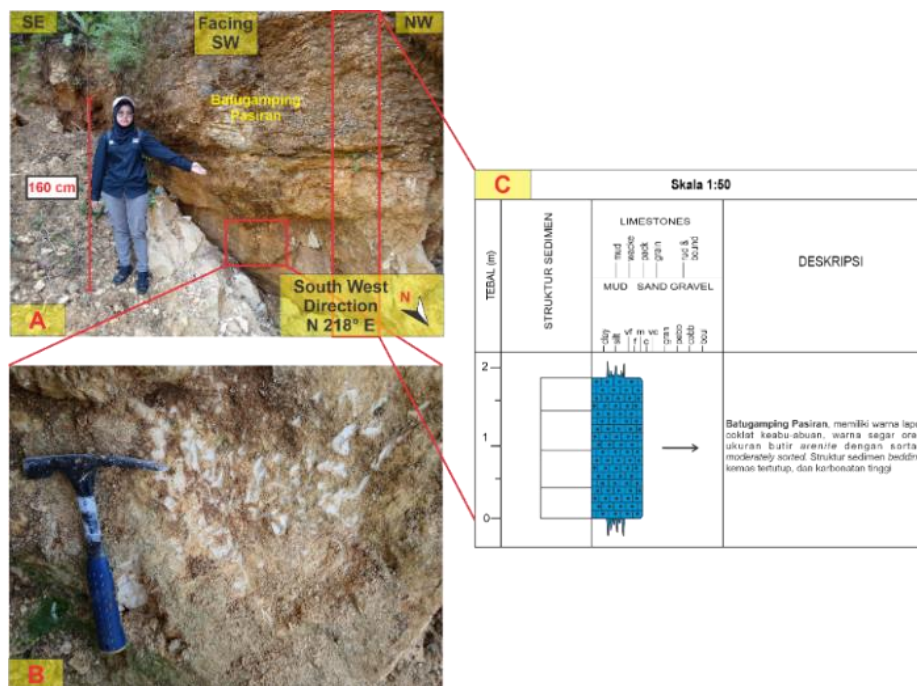 SE
Facing
SW
NW
Batugamping
Pasiran
160 cm
South West
Direction
N 218° E
N
A
B
C
Skala 1:50
TEBAL (m)
STRUKTUR SEDIMEN
LIMESTONES
mud
wacke
pack
grain
rud &
bound
MUD
SAND
GRAVEL
clay
silt
vf
f
m
c
vc
gran
pebb
cobb
bou
DESKRIPSI
2
1
0
Batugamping Pasiran, memiliki warna
coklat keabu-abuan, warna segar
ukuran butir arenite dengan
moderately sorted. Struktur sedimen
kemas tertutup, dan karbonatan tinggi